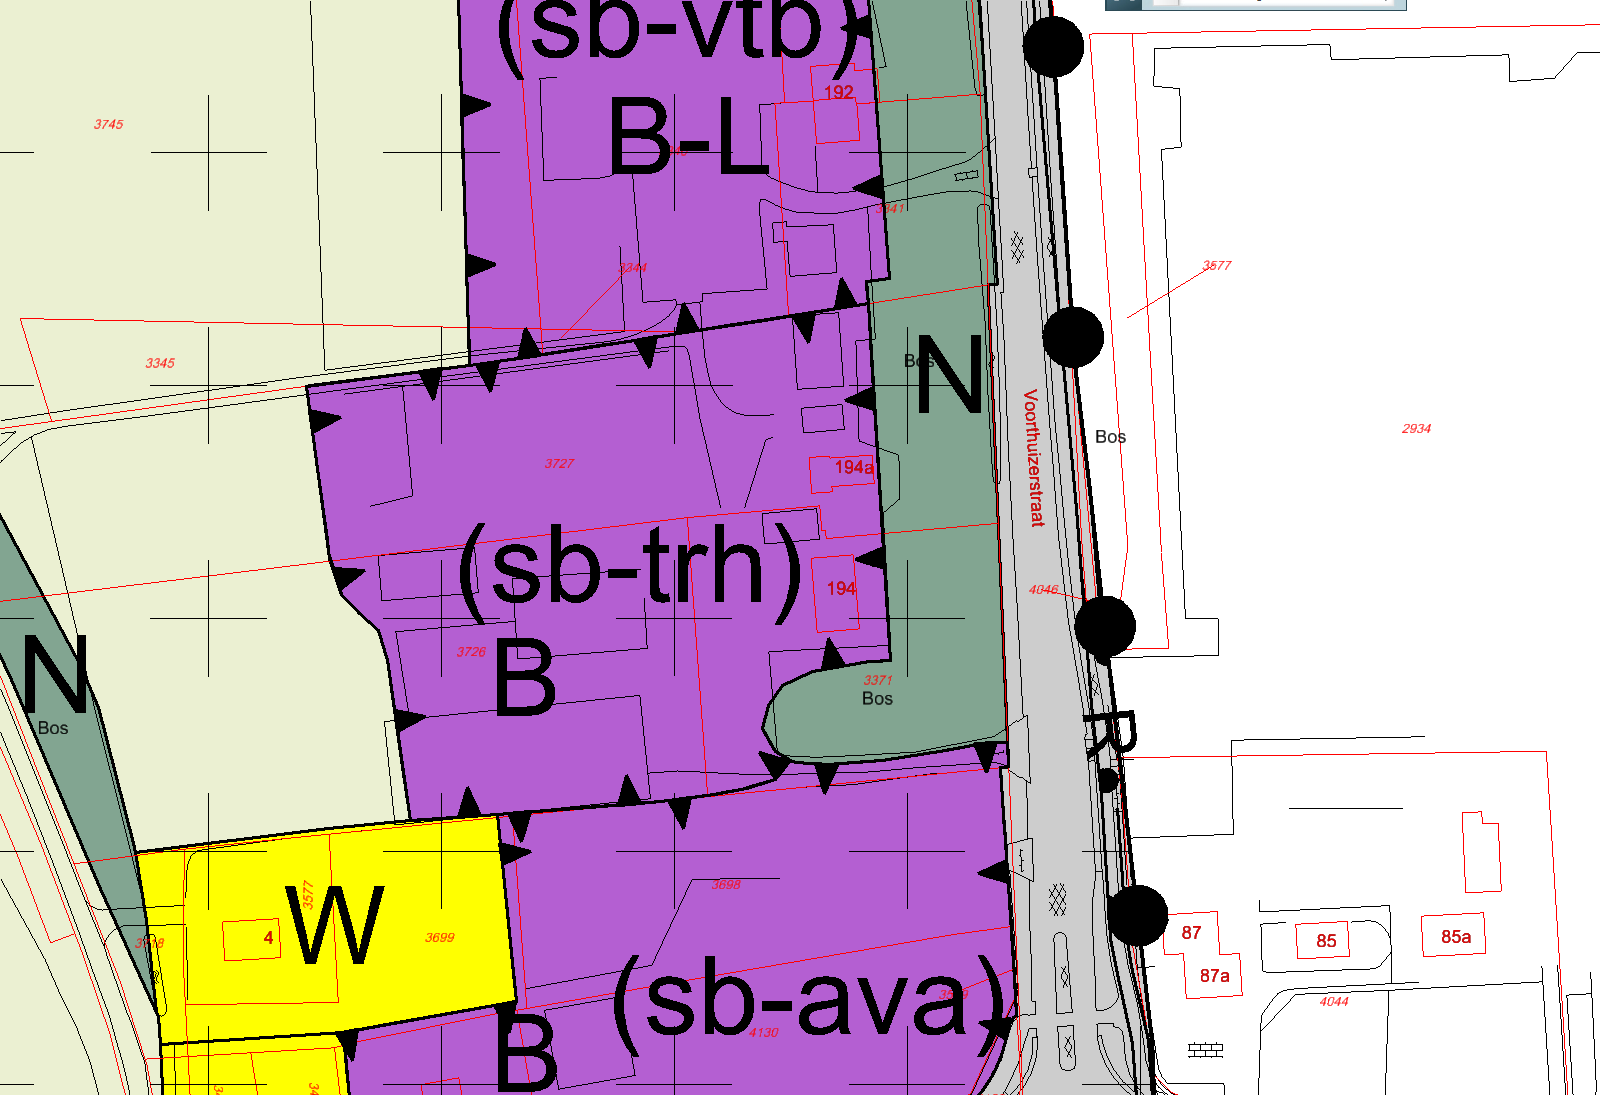 (sb-vtb)
192
3745
B-L
3341
3344
3577
3345
Bos
N
Voorthuizerstraat
Bos
2934
3727
194a
(sb-trh)
194
4046
N
3726
B
3371
Bos
Bos
R
3577
W
3698
4
3699
87
85
85a
87a
(sb-ava)
4044
4130
B